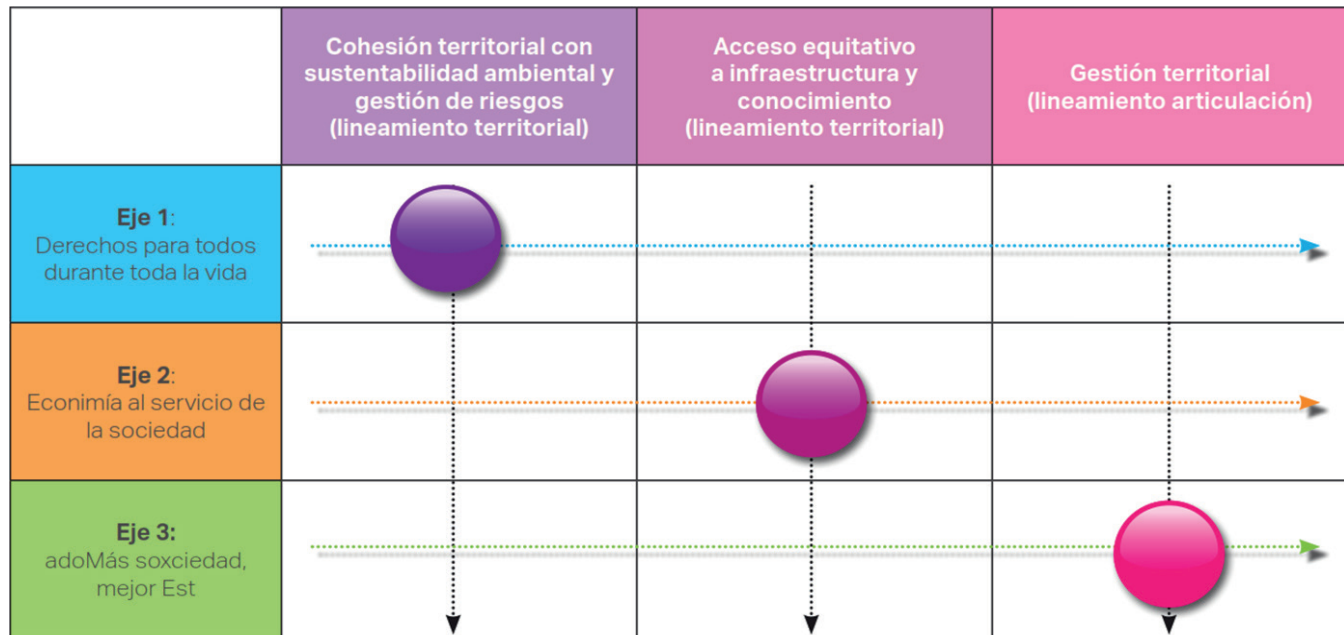 Cohesión territorial con
sustentabilidad ambiental y
gestión de riesgos
(lineamiento territorial)
Acceso equitativo
a infraestructura y
conocimiento
(lineamiento territorial)
Gestión territorial
(lineamiento articulación)
Eje 1:
Derechos para todos
durante toda la vida
Eje 2:
Econimía al servicio de
la sociedad
Eje 3:
adoMás soxciedad,
mejor Est